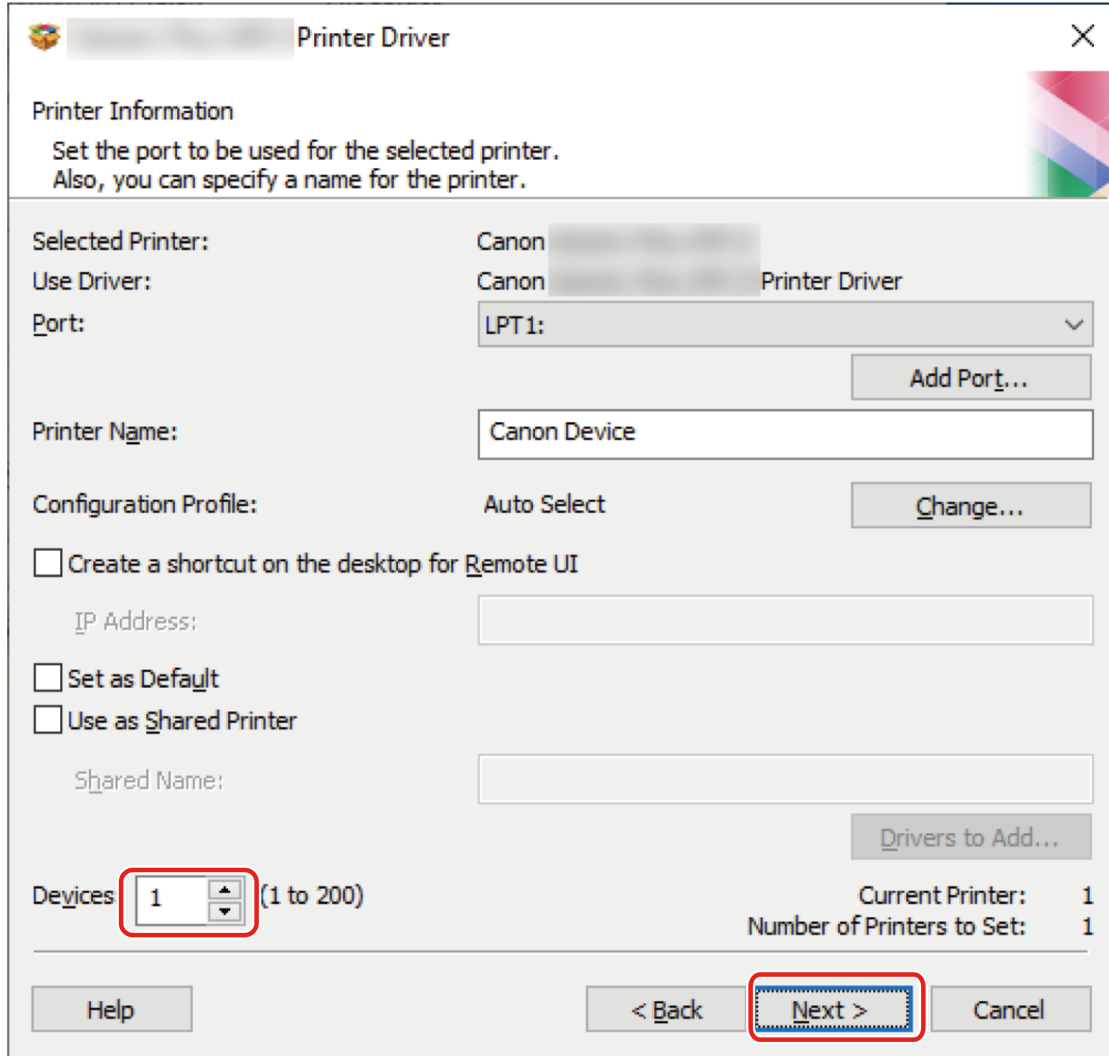 Printer Driver
Printer Information
Set the port to be used for the selected printer.
Also, you can specify a name for the printer.
Selected Printer: Canon
Use Driver: Canon Printer Driver
Port: LPT1:
Add Port...
Printer Name: Canon Device
Configuration Profile: Auto Select Change...
Create a shortcut on the desktop for Remote UI
IP Address:
Set as Default
Use as Shared Printer
Shared Name:
Drivers to Add...
Devices 1 (1 to 200) Current Printer: 1
Number of Printers to Set: 1
Help < Back Next > Cancel